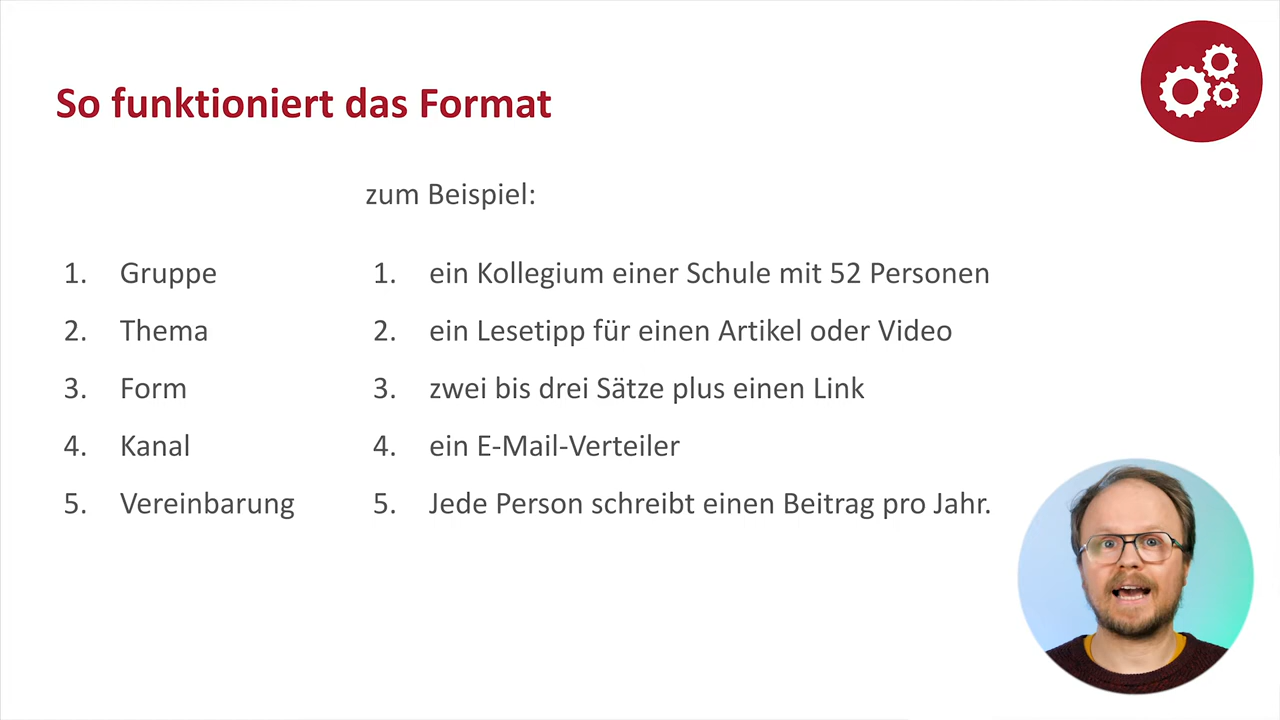 So funktioniert das Format
zum Beispiel:
1. Gruppe
2. Thema
3. Form
4. Kanal
5. Vereinbarung
1. ein Kollegium einer Schule mit 52 Personen
2. ein Lesetipp für einen Artikel oder Video
3. zwei bis drei Sätze plus einen Link
4. ein E-Mail-Verteiler
5. Jede Person schreibt einen Beitrag pro Jahr.